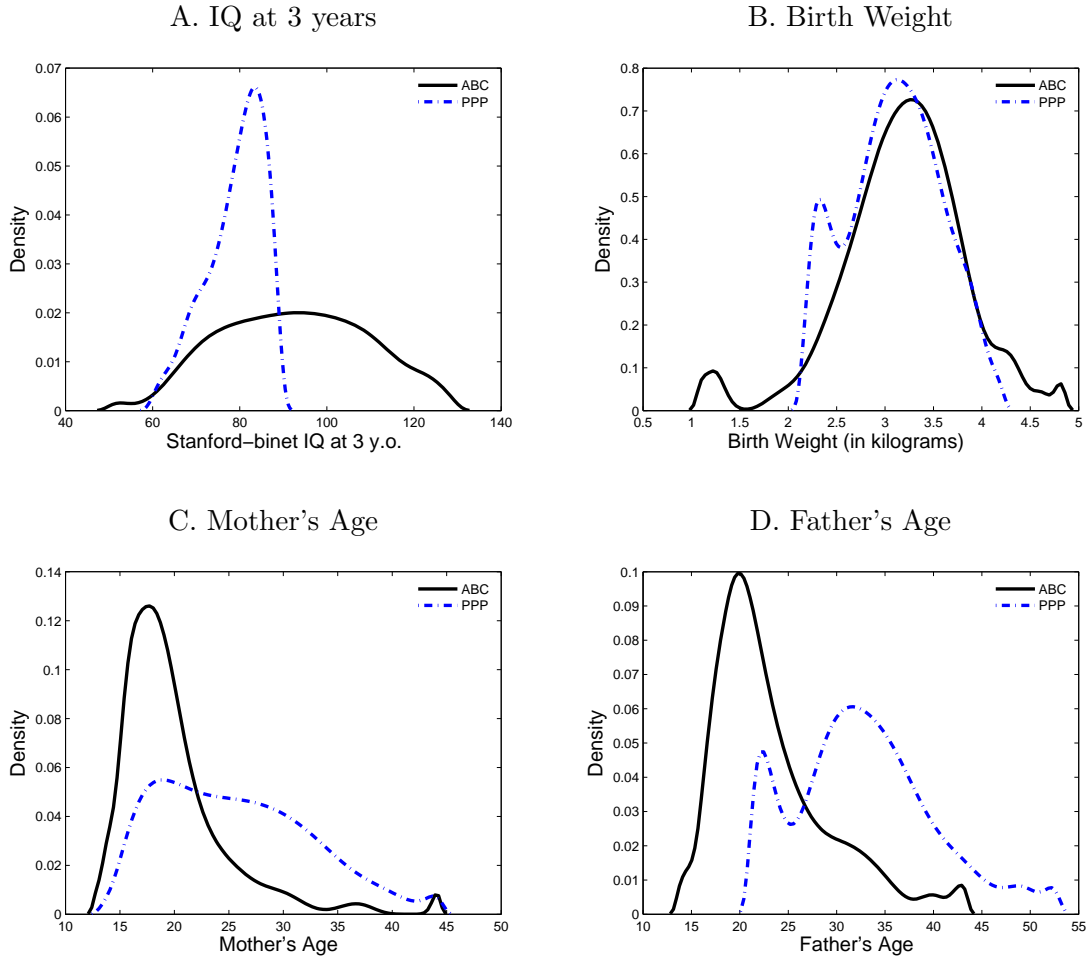 A. IQ at 3 years
0.07
0.06
0.05
0.04
0.03
0.02
0.01
0
Density
ABC
PPP
40 60 80 100 120 140
Stanford−binet IQ at 3 y.o.
B. Birth Weight
0.8
0.7
0.6
0.5
0.4
0.3
0.2
0.1
0
Density
ABC
PPP
0.5 1 1.5 2 2.5 3 3.5 4 4.5 5
Birth Weight (in kilograms)
C. Mother's Age
0.14
0.12
0.1
0.08
0.06
0.04
0.02
0
Density
ABC
PPP
10 15 20 25 30 35 40 45 50
Mother's Age
D. Father's Age
0.1
0.09
0.08
0.07
0.06
0.05
0.04
0.03
0.02
0.01
0
Density
ABC
PPP
10 15 20 25 30 35 40 45 50 55
Father's Age